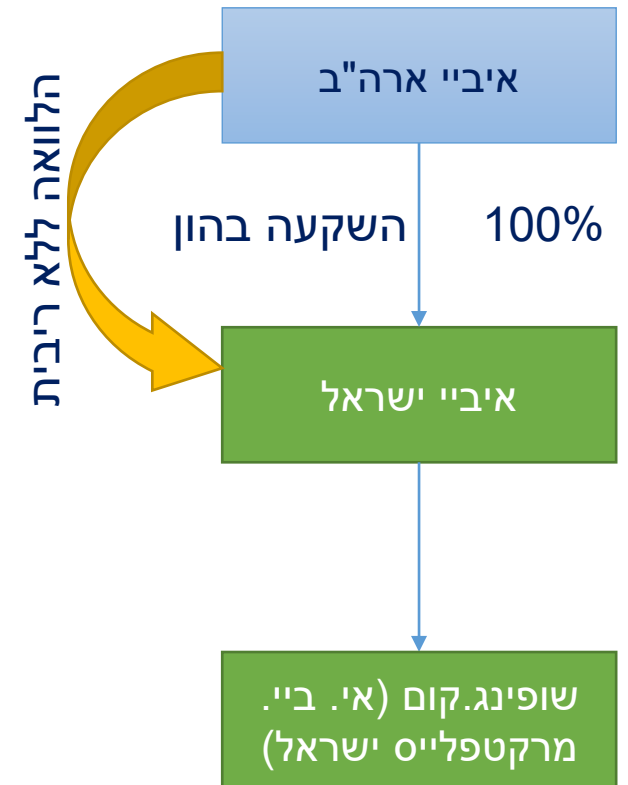 איביי ארה"ב
הלוואה ללא ריבית
השקעה בהון
100%
איביי ישראל
שופינג.קום (אי. ביי.
מרקטפלייס ישראל)